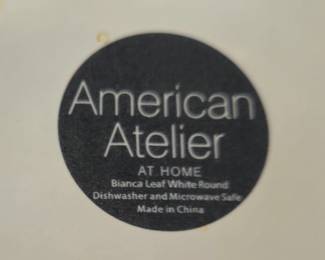 American
Atelier
AT HOME
Bianca Leaf White Round
Dishwasher and Microwave Safe
Made in China